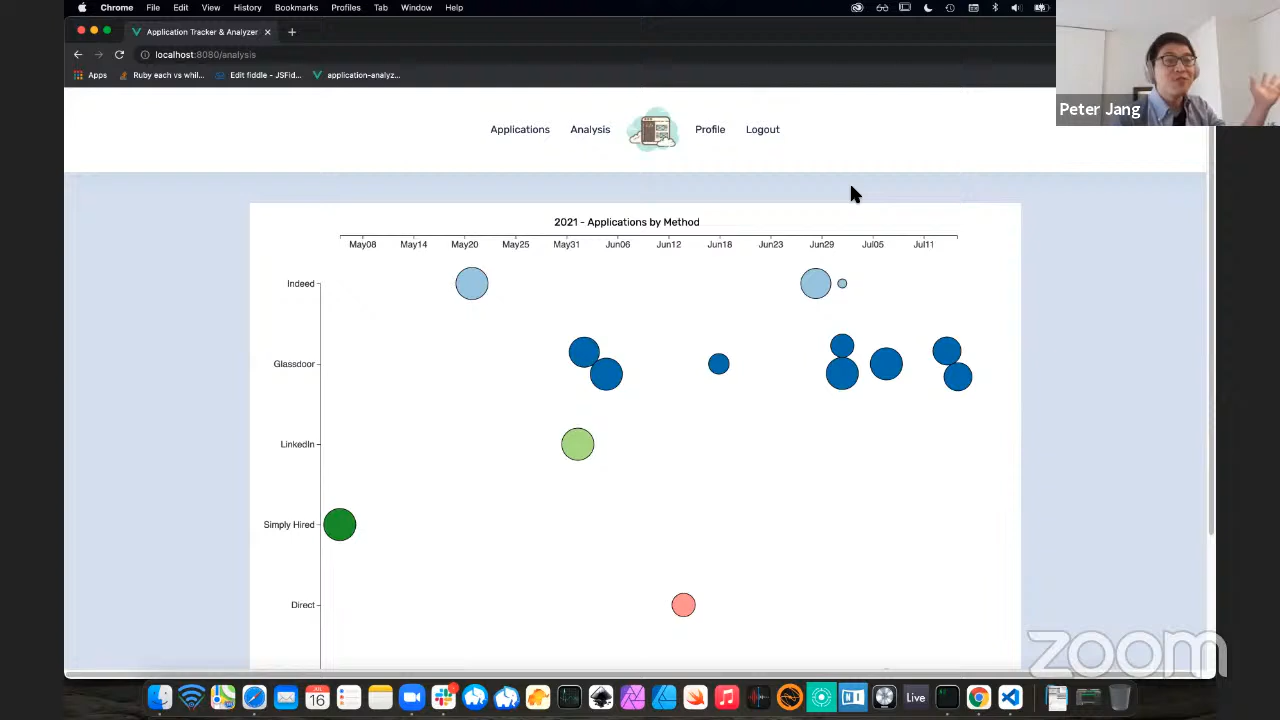 Chrome File Edit View History Bookmarks Profiles Tab Window Help
Application Tracker & Analyzer
localhost:8080/analysis
Apps Ruby each vs whil... Edit fiddle - JSFid... application-analyz...
Peter Jang
Applications Analysis Profile Logout
2021 - Applications by Method
May08 May14 May20 May25 May31 Jun06 Jun12 Jun18 Jun23 Jun29 Jul05 Jul11
Indeed
Glassdoor
LinkedIn
Simply Hired
Direct
zoom
JUL
16
Live